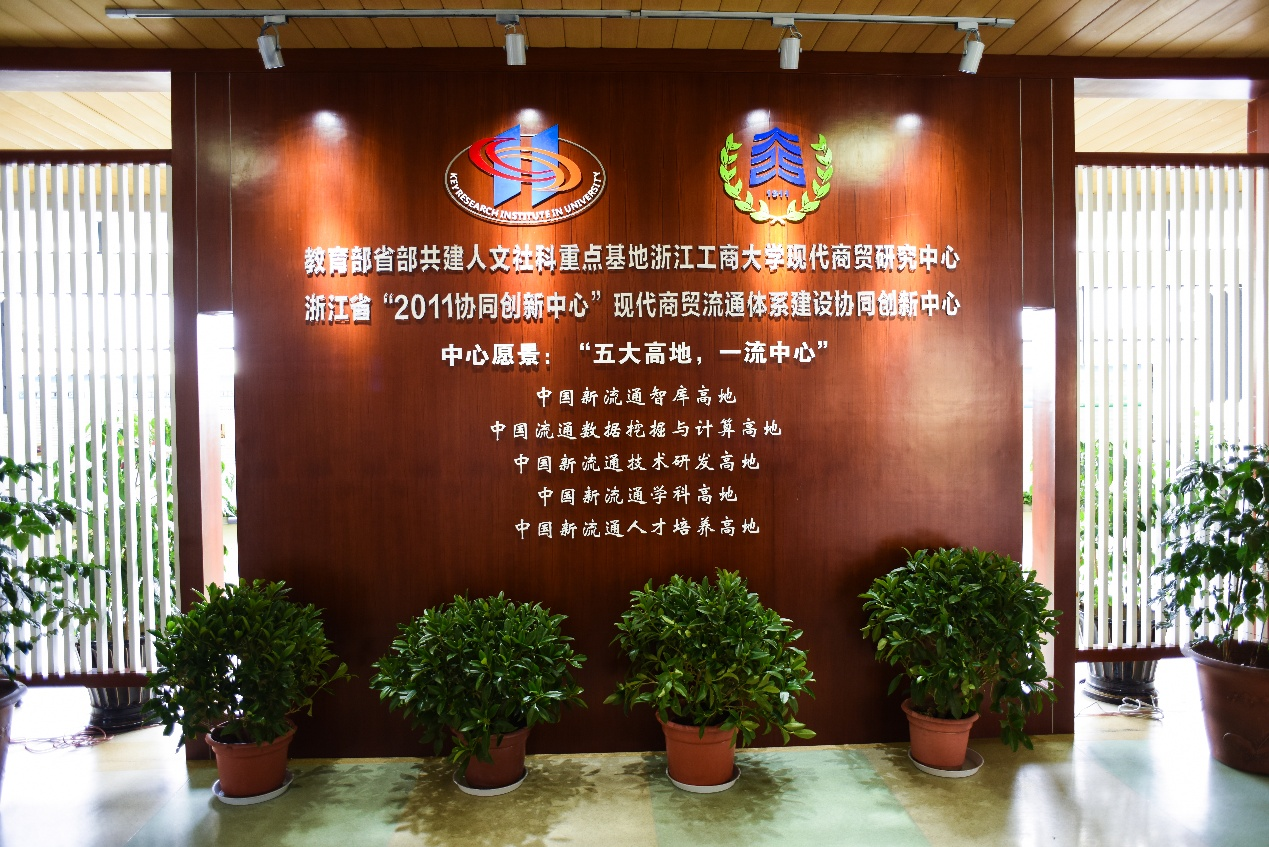 KEY RESEARCH INSTITUTE IN UNIVERSITY
1911
教育部省部共建人文社科重点基地浙江工商大学现代商贸研究中心
浙江省“2011协同创新中心”现代商贸流通体系建设协同创新中心
中心愿景：“五大高地，一流中心”
中国新流通智库高地
中国流通数据挖掘与计算高地
中国新流通技术研发高地
中国新流通学科高地
中国新流通人才培养高地